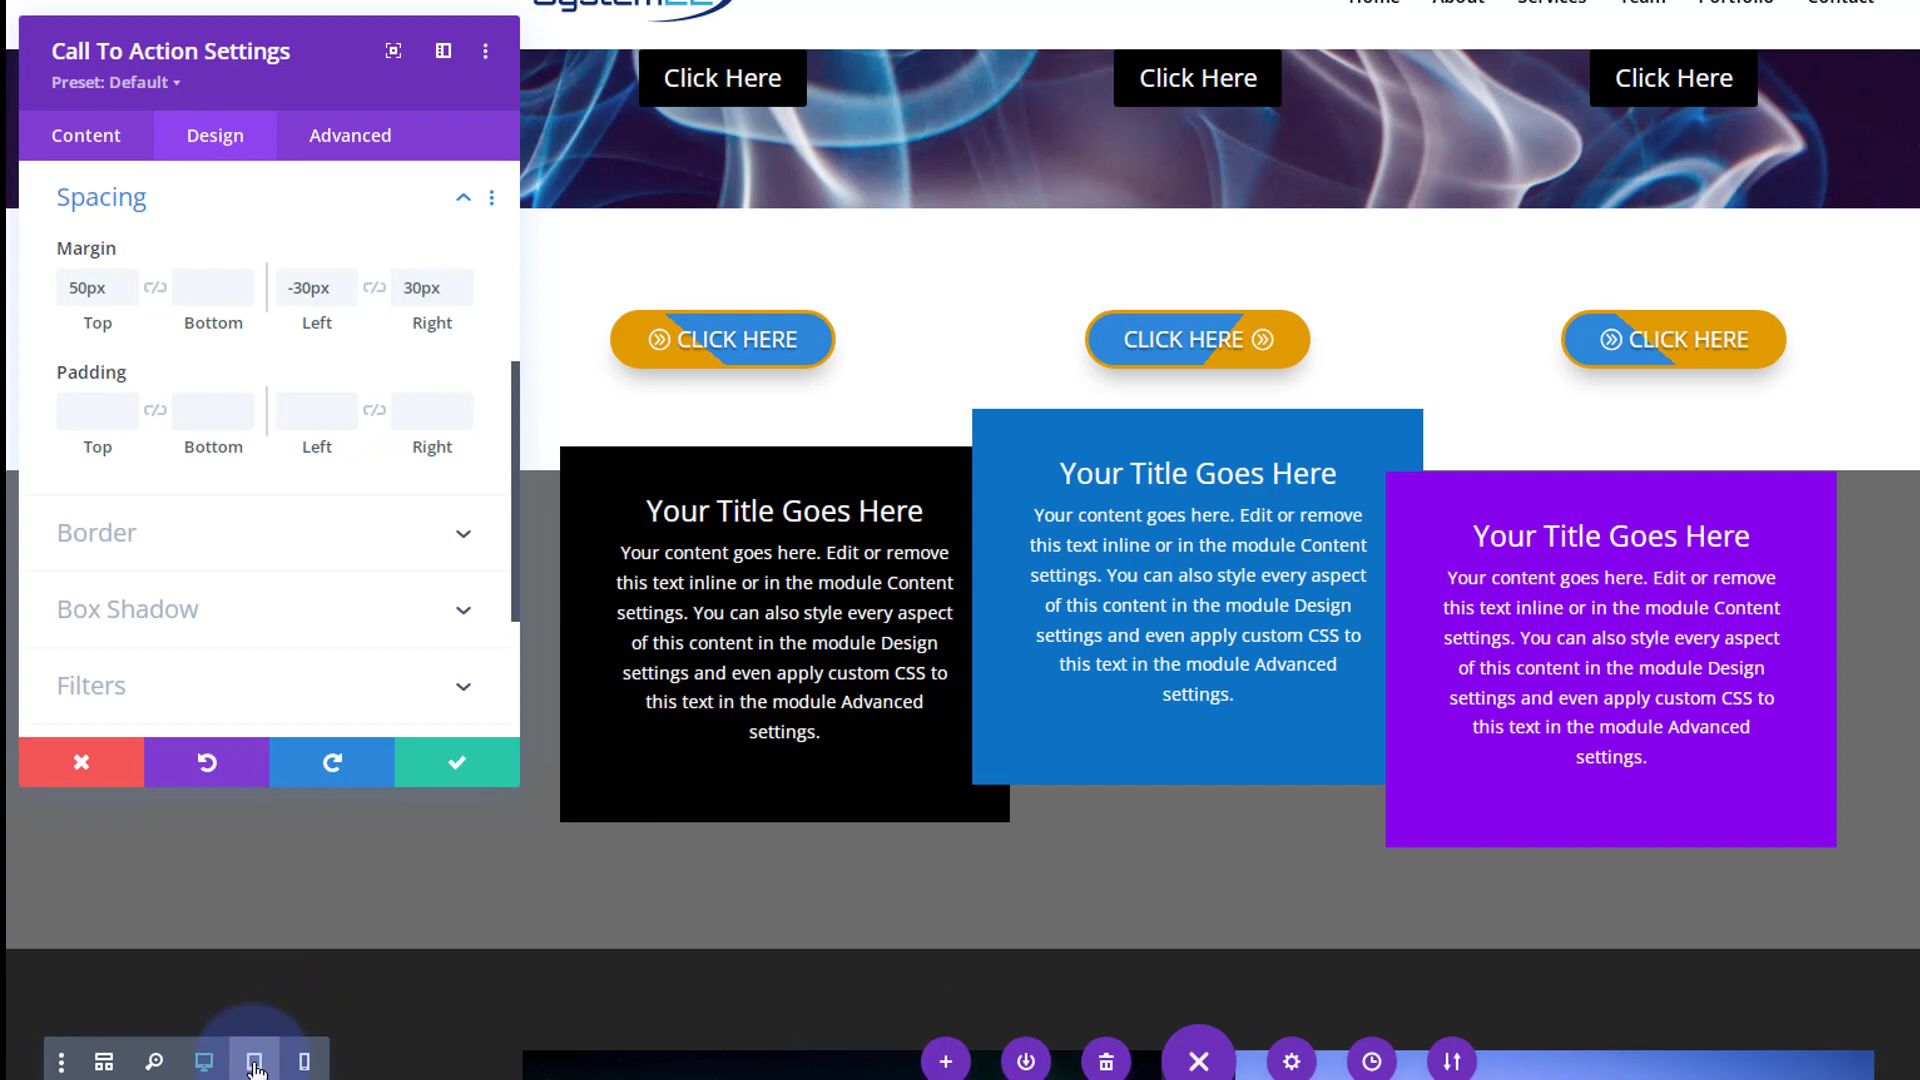 System22
Home About Services Team Portfolio Contact
Call To Action Settings
Preset: Default
Content Design Advanced
Click Here Click Here Click Here
Spacing
Margin
50px -30px 30px
Top Bottom Left Right
Padding
Top Bottom Left Right
Border
Box Shadow
Filters
CLICK HERE CLICK HERE CLICK HERE
Your Title Goes Here
Your content goes here. Edit or remove
this text inline or in the module Content
settings. You can also style every aspect
of this content in the module Design
settings and even apply custom CSS to
this text in the module Advanced
settings.
Your Title Goes Here
Your content goes here. Edit or remove
this text inline or in the module Content
settings. You can also style every aspect
of this content in the module Design
settings and even apply custom CSS to
this text in the module Advanced
settings.
Your Title Goes Here
Your content goes here. Edit or remove
this text inline or in the module Content
settings. You can also style every aspect
of this content in the module Design
settings and even apply custom CSS to
this text in the module Advanced
settings.